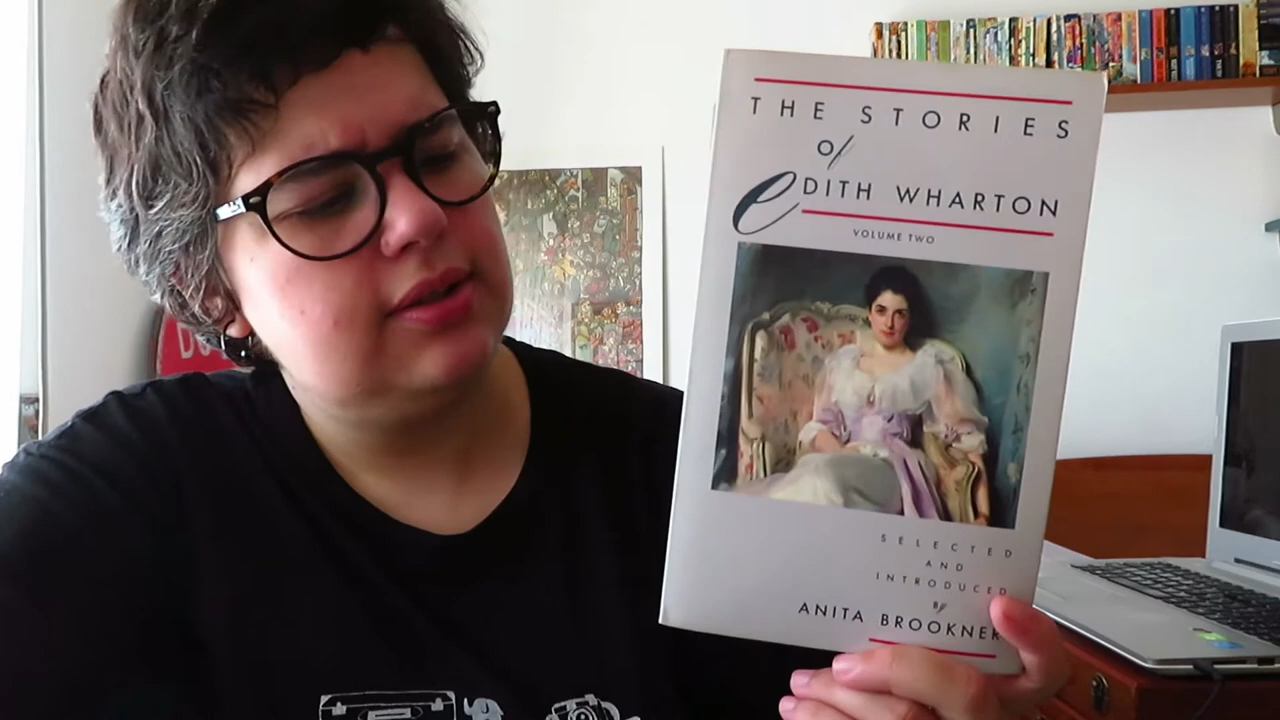 THE STORIES
of
EDITH WHARTON
VOLUME TWO
SELECTED
AND
INTRODUCED
By
ANITA BROOKNER